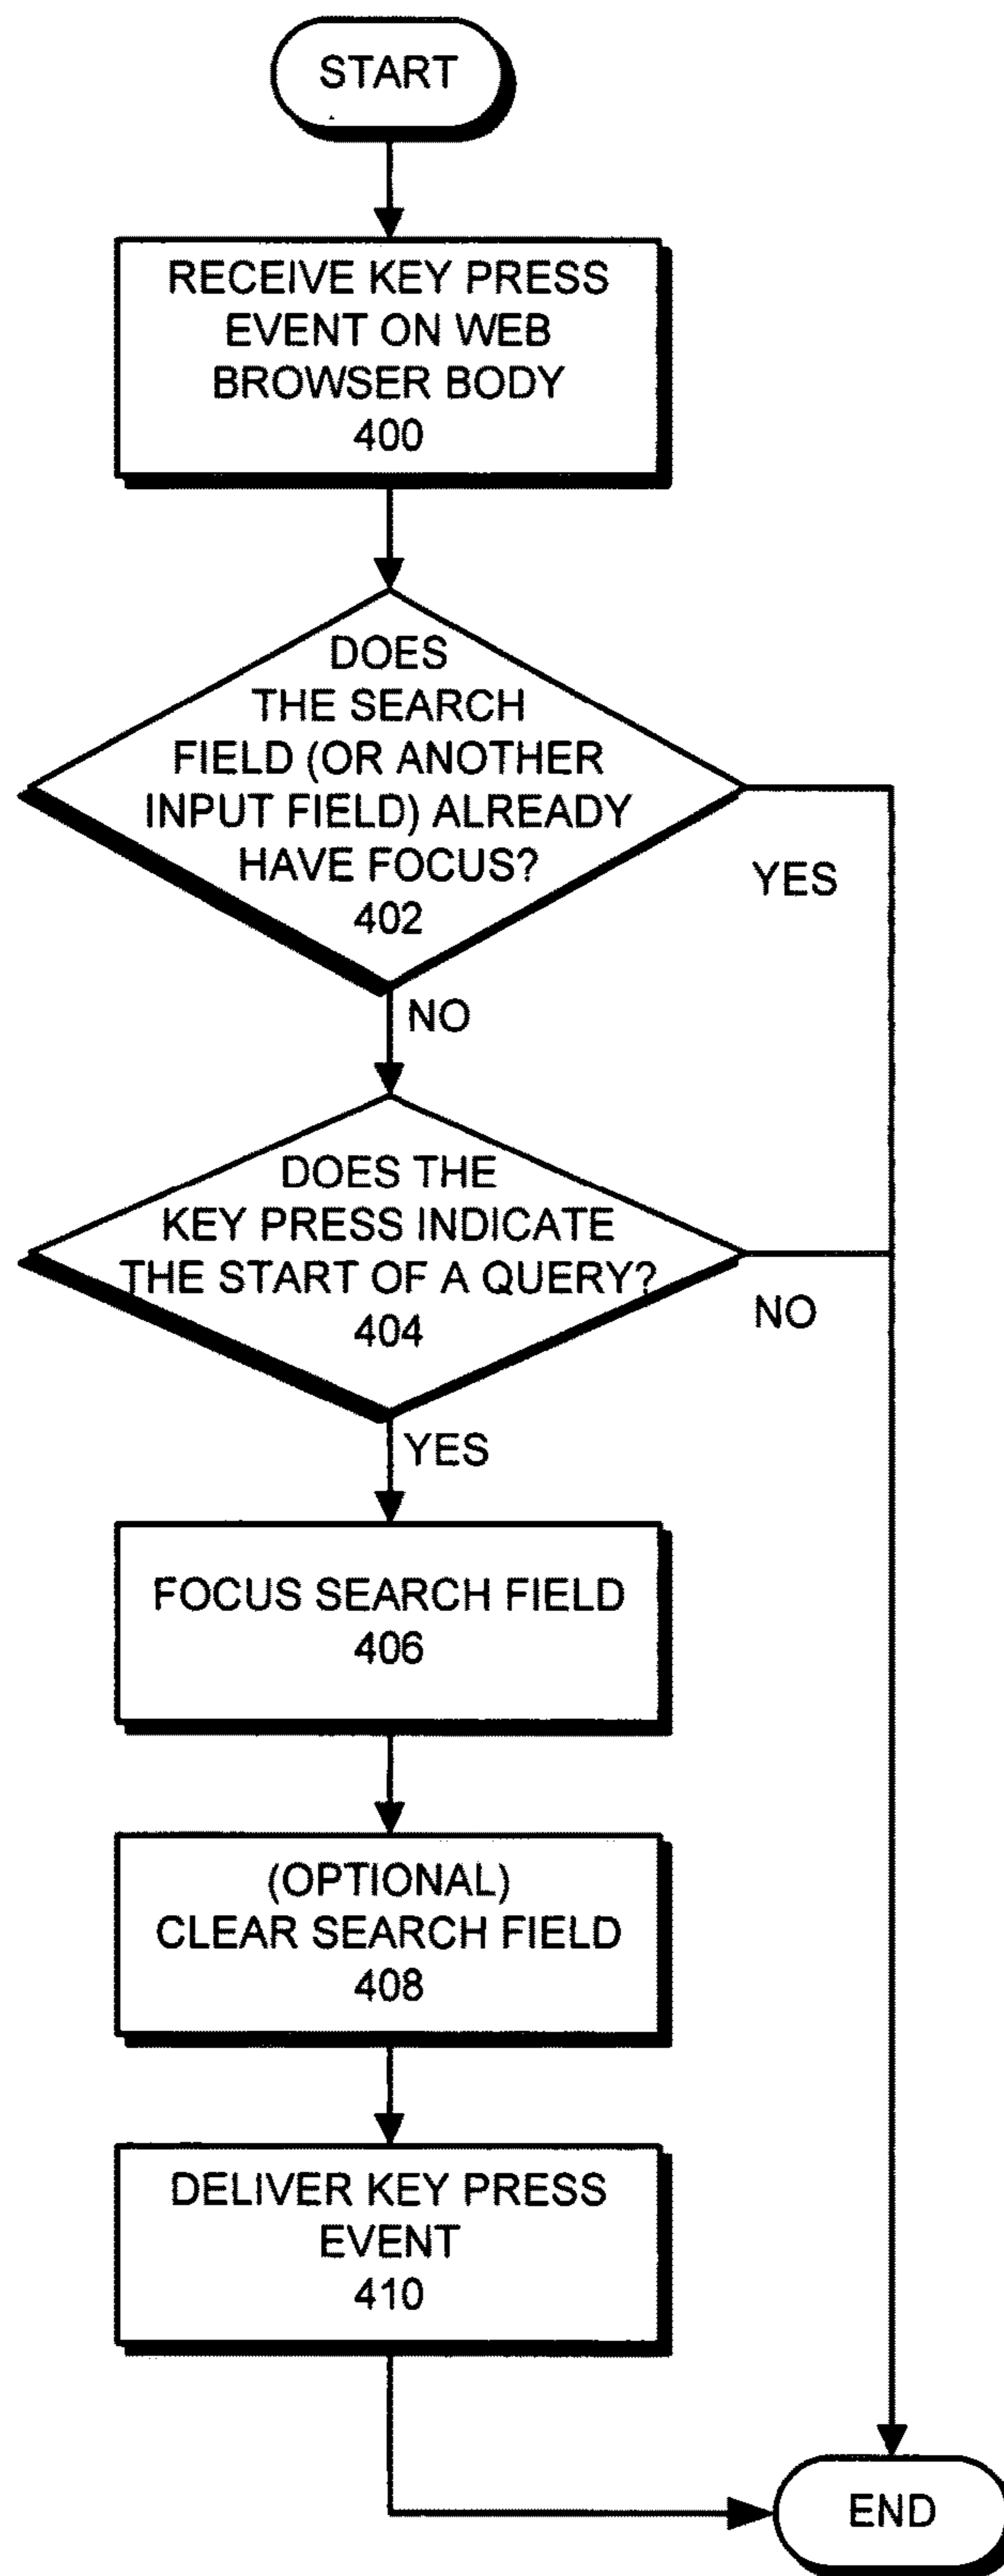 START
RECEIVE KEY PRESS
EVENT ON WEB
BROWSER BODY
400
DOES
THE SEARCH
FIELD (OR ANOTHER
INPUT FIELD) ALREADY
HAVE FOCUS?
402
YES
NO
DOES THE
KEY PRESS INDICATE
THE START OF A QUERY?
404
NO
YES
FOCUS SEARCH FIELD
406
(OPTIONAL)
CLEAR SEARCH FIELD
408
DELIVER KEY PRESS
EVENT
410
END